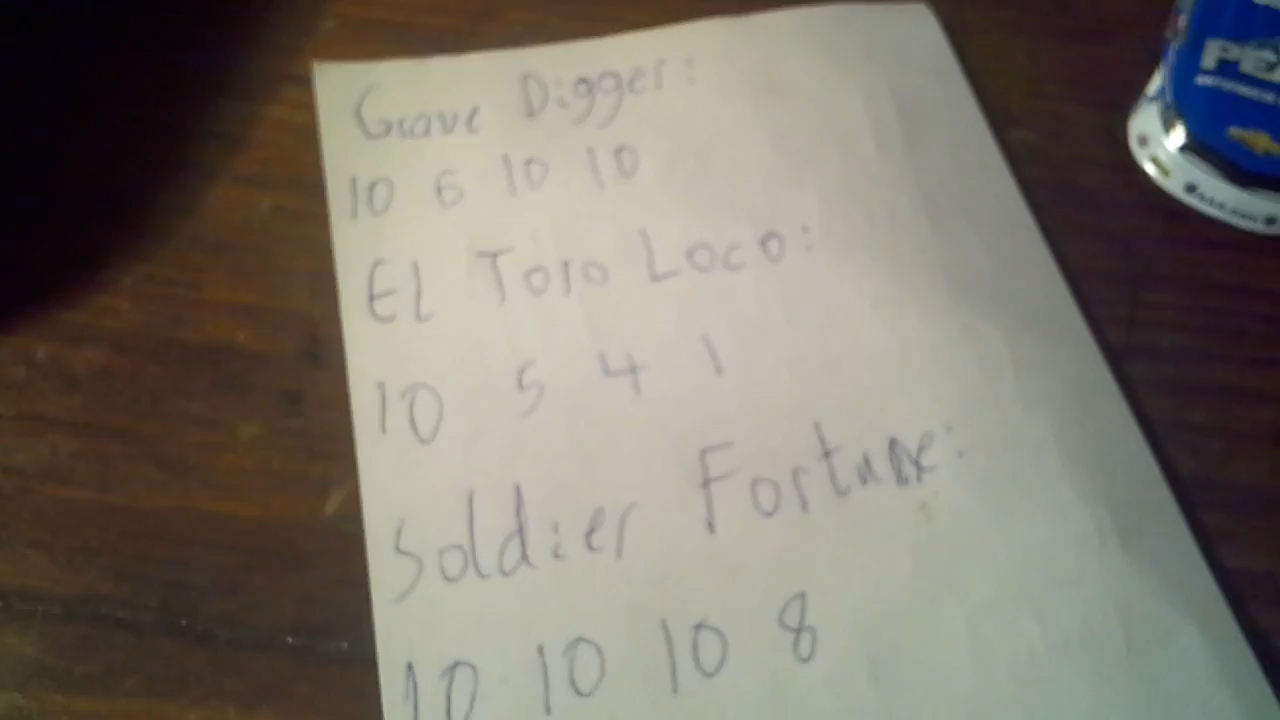 Grave Digger:
10 6 10 10
El Toro Loco:
10 5 4 1
Soldier Fortune:
10 10 10 8